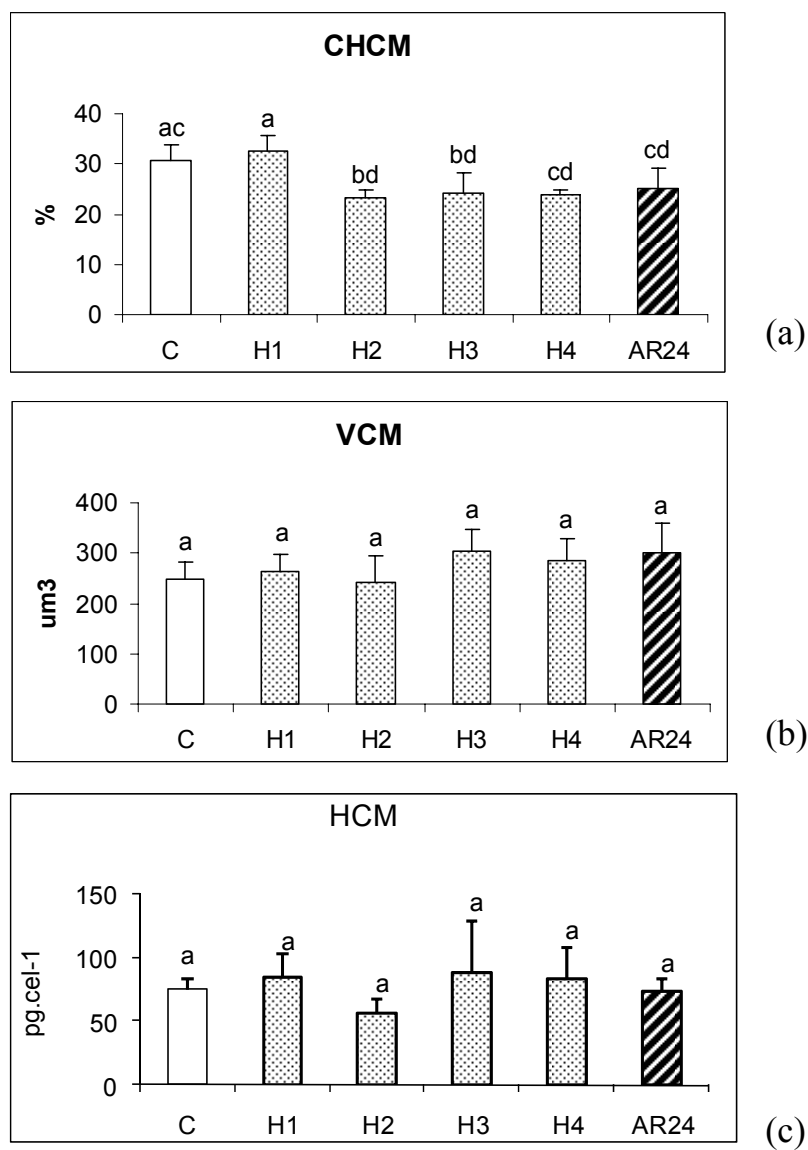 CHCM
40
30
20
10
0
%
ac a bd bd cd cd
C H1 H2 H3 H4 AR24
(a)
VCM
400
300
200
100
0
um3
a a a a a a
C H1 H2 H3 H4 AR24
(b)
HCM
150
100
50
0
pg.cel-1
a a a a a a
C H1 H2 H3 H4 AR24
(c)